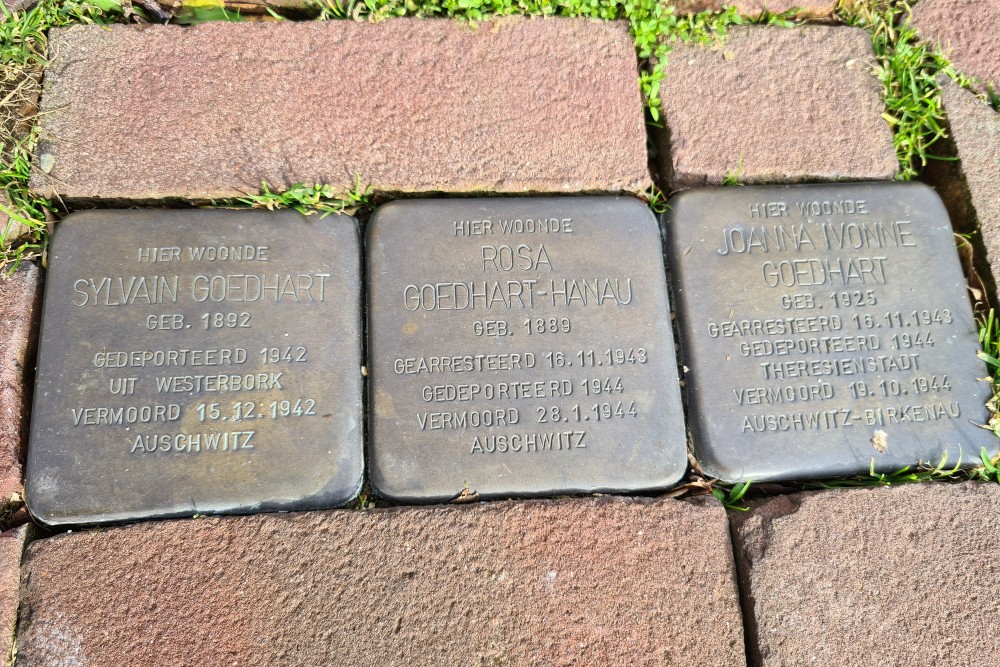 HIER WOONDE
SYLVAIN GOEDHART
GEB. 1892
GEDEPORTEERD 1942
UIT WESTERBORK
VERMOORD 15.12.1942
AUSCHWITZ
HIER WOONDE
ROSA
GOEDHART-HANAU
GEB. 1889
GEARRESTEERD 16.11.1943
GEDEPORTEERD 1944
VERMOORD 28.1.1944
AUSCHWITZ
HIER WOONDE
JOANNA IVONNE
GOEDHART
GEB. 1925
GEARRESTEERD 16.11.1943
GEDEPORTEERD 1944
THERESIENSTADT
VERMOORD 19.10.1944
AUSCHWITZ-BIRKENAU